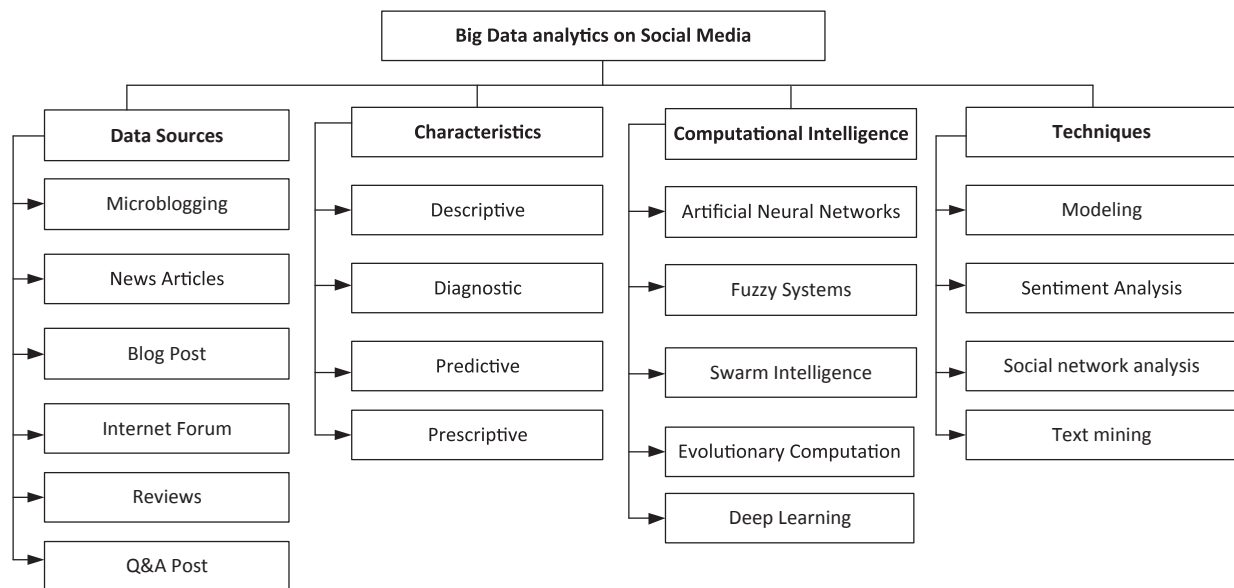 Big Data analytics on Social Media
Data Sources
Microblogging
News Articles
Blog Post
Internet Forum
Reviews
Q&A Post
Characteristics
Descriptive
Diagnostic
Predictive
Prescriptive
Computational Intelligence
Artificial Neural Networks
Fuzzy Systems
Swarm Intelligence
Evolutionary Computation
Deep Learning
Techniques
Modeling
Sentiment Analysis
Social network analysis
Text mining